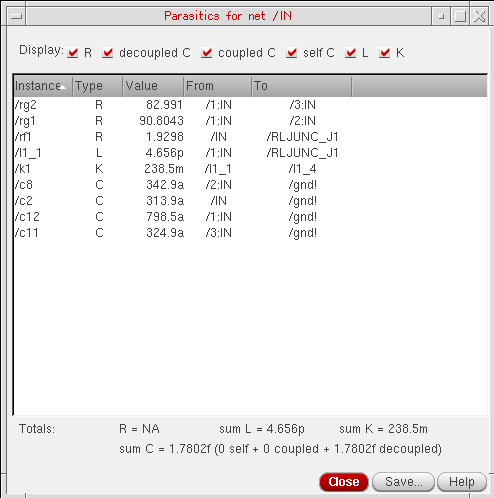 Parasitics for net /IN
Display: R decoupled C coupled C self C L K
Instance Type Value From To
/rg2 R 82.991 /1:IN /3:IN
/rg1 R 90.8043 /1:IN /2:IN
/rf1 R 1.9298 /IN /RLJUNC_J1
/l1_1 L 4.656p /1:IN /RLJUNC_J1
/k1 K 238.5m /l1_1 /l1_4
/c8 C 342.9a /2:IN /gnd!
/c2 C 313.9a /IN /gnd!
/c12 C 798.5a /1:IN /gnd!
/c11 C 324.9a /3:IN /gnd!
Totals: R = NA sum L = 4.656p sum K = 238.5m
sum C = 1.7802f (0 self + 0 coupled + 1.7802f decoupled)
Close Save... Help